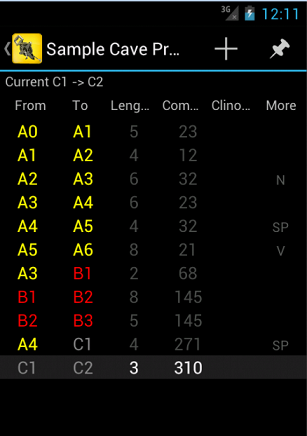 3G 12:11
Sample Cave Pr...
Current C1 -> C2
From To Leng... Com... Clino... More
A0 A1 5 23
A1 A2 4 12
A2 A3 6 32 N
A3 A4 6 23
A4 A5 4 32 SP
A5 A6 8 21 V
A3 B1 2 68
B1 B2 8 145
B2 B3 5 145
A4 C1 4 271 SP
C1 C2 3 310